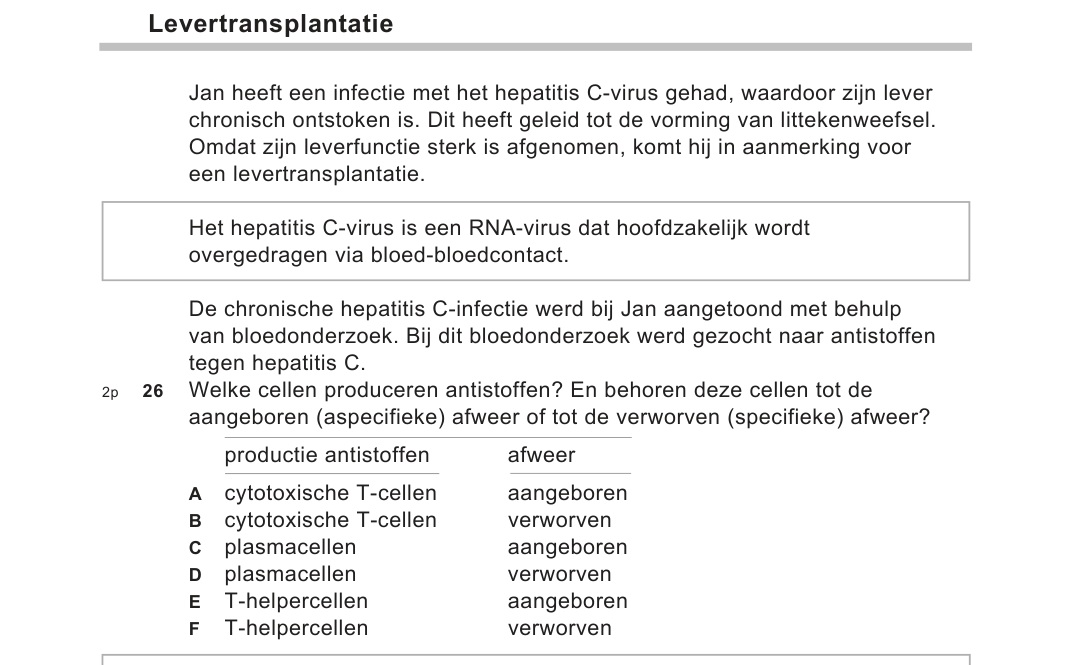 Levertransplantatie
Jan heeft een infectie met het hepatitis C-virus gehad, waardoor zijn lever
chronisch ontstoken is. Dit heeft geleid tot de vorming van littekenweefsel.
Omdat zijn leverfunctie sterk is afgenomen, komt hij in aanmerking voor
een levertransplantatie.
Het hepatitis C-virus is een RNA-virus dat hoofdzakelijk wordt
overgedragen via bloed-bloedcontact.
De chronische hepatitis C-infectie werd bij Jan aangetoond met behulp
van bloedonderzoek. Bij dit bloedonderzoek werd gezocht naar antistoffen
tegen hepatitis C.
2p 26 Welke cellen produceren antistoffen? En behoren deze cellen tot de
aangeboren (aspecifieke) afweer of tot de verworven (specifieke) afweer?
productie antistoffen afweer
A cytotoxische T-cellen aangeboren
B cytotoxische T-cellen verworven
C plasmacellen aangeboren
D plasmacellen verworven
E T-helpercellen aangeboren
F T-helpercellen verworven